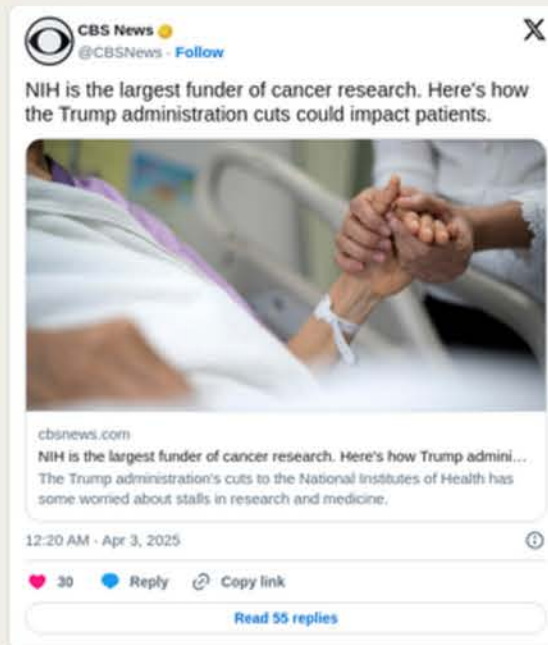 CBS News
@CBSNews · Follow
NIH is the largest funder of cancer research. Here's how
the Trump administration cuts could impact patients.
cbsnews.com
NIH is the largest funder of cancer research. Here's how Trump admini...
The Trump administration's cuts to the National Institutes of Health has
some worried about stalls in research and medicine.
12:20 AM · Apr 3, 2025
30 Reply Copy link
Read 55 replies